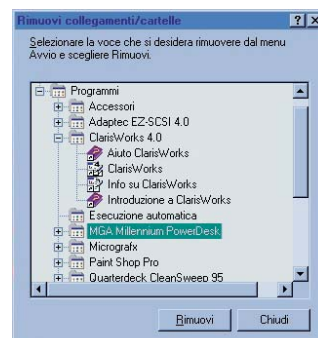 Rimuovi collegamenti/cartelle
Selezionare la voce che si desidera rimuovere dal menu
Avvio e scegliere Rimuovi.
Programmi
Accessori
Adaptec EZ-SCSI 4.0
ClarisWorks 4.0
Aiuto ClarisWorks
ClarisWorks
Info su ClarisWorks
Introduzione a ClarisWorks
Esecuzione automatica
MGA Millennium PowerDesk
Micrografx
Paint Shop Pro
Quarterdeck CleanSweep 95
Rimuovi Chiudi